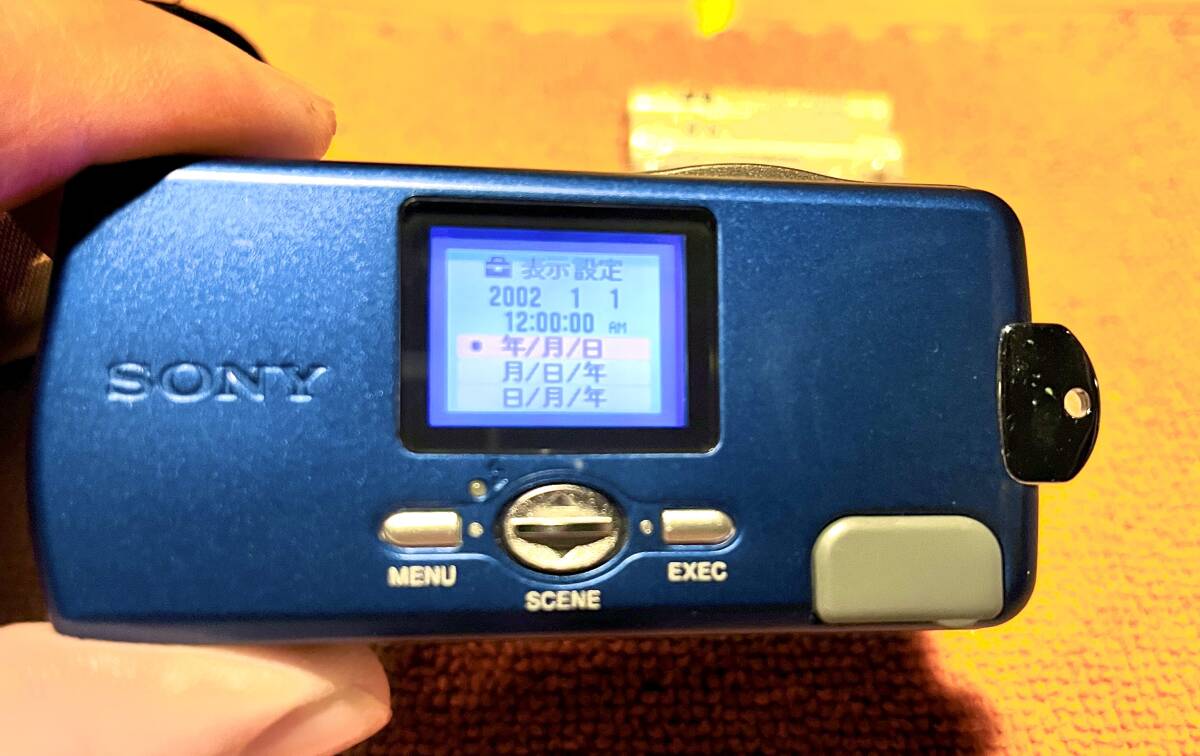 SONY
表示設定
2002 1 1
12:00:00 AM
年/月/日
月/日/年
日/月/年
MENU
SCENE
EXEC